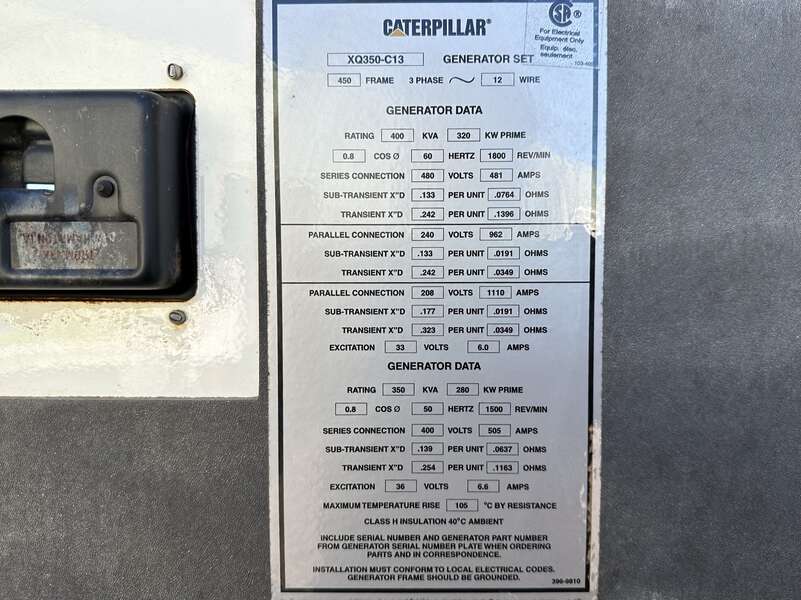 CATERPILLAR®
SA ®
For Electrical
Equipment Only
Equip. élec.
seulement
XQ350-C13 GENERATOR SET
450 FRAME 3 PHASE 12 WIRE
GENERATOR DATA
RATING 400 KVA 320 KW PRIME
0.8 COS Ø 60 HERTZ 1800 REV/MIN
SERIES CONNECTION 480 VOLTS 481 AMPS
SUB-TRANSIENT X"D .133 PER UNIT .0764 OHMS
TRANSIENT X'D .242 PER UNIT .1396 OHMS
PARALLEL CONNECTION 240 VOLTS 962 AMPS
SUB-TRANSIENT X"D .133 PER UNIT .0191 OHMS
TRANSIENT X'D .242 PER UNIT .0349 OHMS
PARALLEL CONNECTION 208 VOLTS 1110 AMPS
SUB-TRANSIENT X"D .177 PER UNIT .0191 OHMS
TRANSIENT X'D .323 PER UNIT .0349 OHMS
EXCITATION 33 VOLTS 6.0 AMPS
GENERATOR DATA
RATING 350 KVA 280 KW PRIME
0.8 COS Ø 50 HERTZ 1500 REV/MIN
SERIES CONNECTION 400 VOLTS 505 AMPS
SUB-TRANSIENT X"D .139 PER UNIT .0637 OHMS
TRANSIENT X'D .254 PER UNIT .1163 OHMS
EXCITATION 36 VOLTS 6.6 AMPS
MAXIMUM TEMPERATURE RISE 105 °C BY RESISTANCE
CLASS H INSULATION 40°C AMBIENT
INCLUDE SERIAL NUMBER AND GENERATOR PART NUMBER
FROM GENERATOR SERIAL NUMBER PLATE WHEN ORDERING
PARTS AND IN CORRESPONDENCE.
INSTALLATION MUST CONFORM TO LOCAL ELECTRICAL CODES.
GENERATOR FRAME SHOULD BE GROUNDED.
396-9810